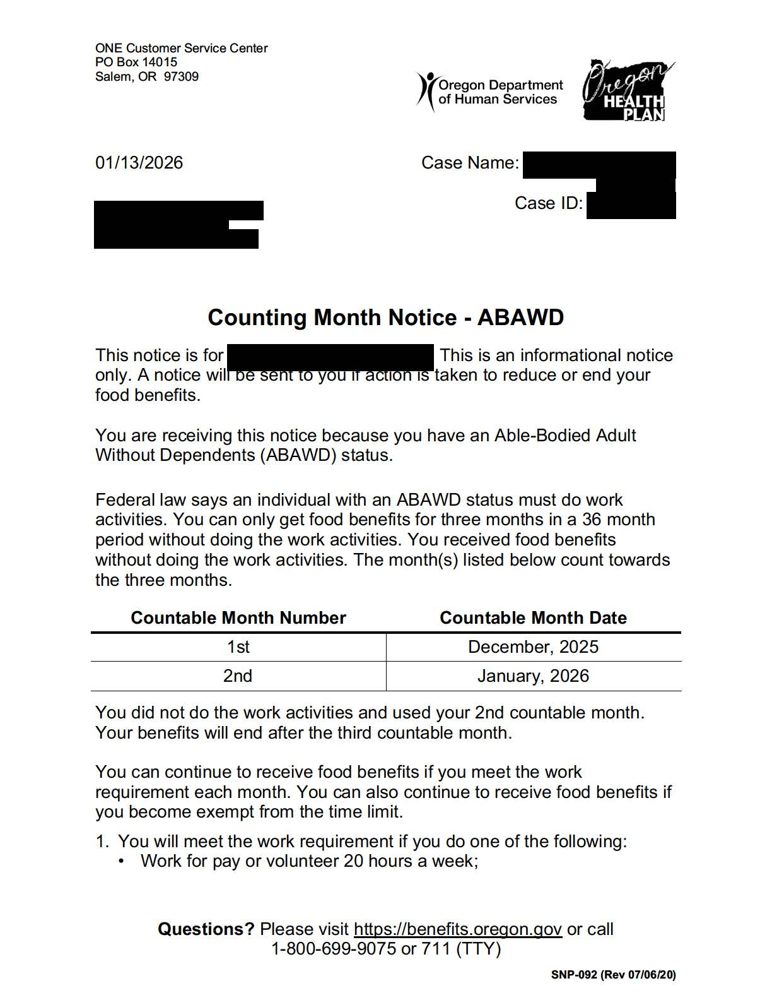 ONE Customer Service Center
PO Box 14015
Salem, OR 97309
Oregon Department
of Human Services
Oregon
HEALTH
PLAN
01/13/2026
Case Name:
Case ID:
Counting Month Notice - ABAWD
This notice is for This is an informational notice
only. A notice will be sent to you if action is taken to reduce or end your
food benefits.
You are receiving this notice because you have an Able-Bodied Adult
Without Dependents (ABAWD) status.
Federal law says an individual with an ABAWD status must do work
activities. You can only get food benefits for three months in a 36 month
period without doing the work activities. You received food benefits
without doing the work activities. The month(s) listed below count towards
the three months.
Countable Month Number Countable Month Date
1st December, 2025
2nd January, 2026
You did not do the work activities and used your 2nd countable month.
Your benefits will end after the third countable month.
You can continue to receive food benefits if you meet the work
requirement each month. You can also continue to receive food benefits if
you become exempt from the time limit.
1. You will meet the work requirement if you do one of the following:
• Work for pay or volunteer 20 hours a week;
Questions? Please visit https://benefits.oregon.gov or call
1-800-699-9075 or 711 (TTY)
SNP-092 (Rev 07/06/20)